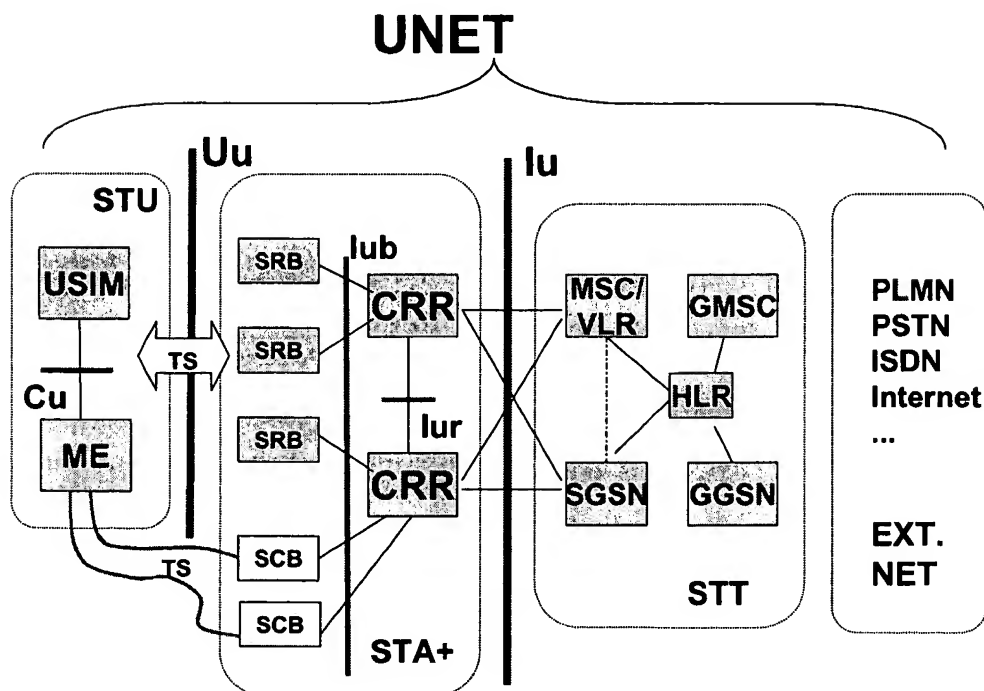 UNET
Uu
Iu
STU
USIM
Cu
ME
TS
TS
SRB
SRB
SRB
SCB
SCB
Iub
CRR
Iur
CRR
STA+
MSC/
VLR
GMSC
HLR
SGSN
GGSN
STT
PLMN
PSTN
ISDN
Internet
...
EXT.
NET